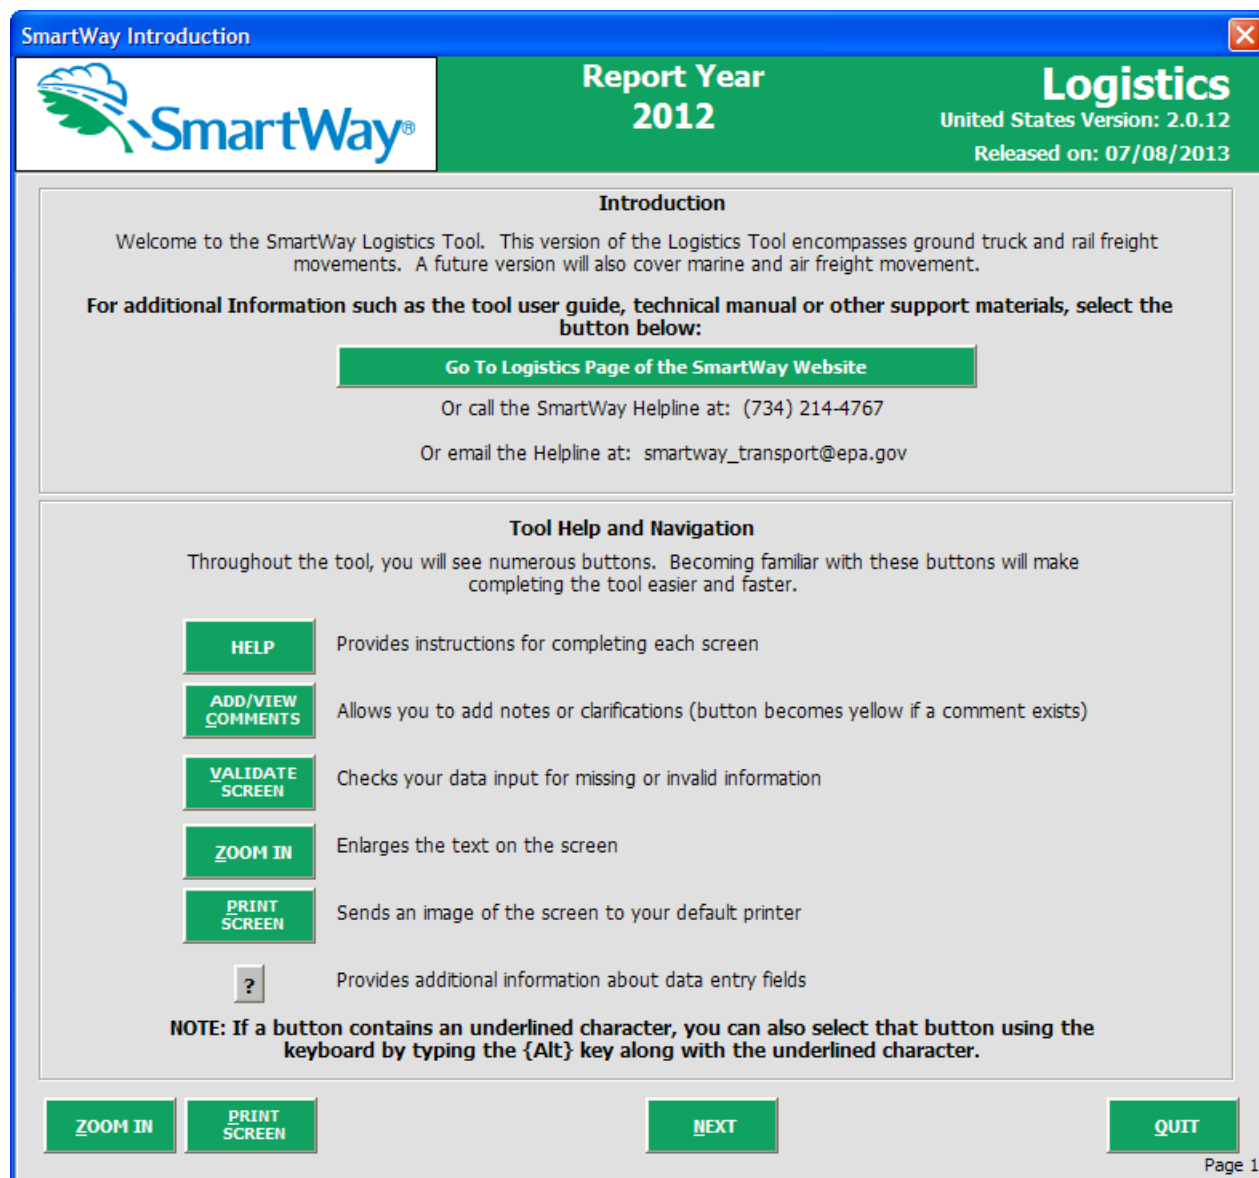 SmartWay Introduction
SmartWay®
Report Year
2012
Logistics
United States Version: 2.0.12
Released on: 07/08/2013
Introduction
Welcome to the SmartWay Logistics Tool.  This version of the Logistics Tool encompasses ground truck and rail freight
movements.  A future version will also cover marine and air freight movement.
For additional Information such as the tool user guide, technical manual or other support materials, select the
button below:
Go To Logistics Page of the SmartWay Website
Or call the SmartWay Helpline at:  (734) 214-4767
Or email the Helpline at:  smartway_transport@epa.gov
Tool Help and Navigation
Throughout the tool, you will see numerous buttons.  Becoming familiar with these buttons will make
completing the tool easier and faster.
HELP
Provides instructions for completing each screen
ADD/VIEW
COMMENTS
Allows you to add notes or clarifications (button becomes yellow if a comment exists)
VALIDATE
SCREEN
Checks your data input for missing or invalid information
ZOOM IN
Enlarges the text on the screen
PRINT
SCREEN
Sends an image of the screen to your default printer
?
Provides additional information about data entry fields
NOTE: If a button contains an underlined character, you can also select that button using the
keyboard by typing the {Alt} key along with the underlined character.
ZOOM IN
PRINT
SCREEN
NEXT
QUIT
Page 1